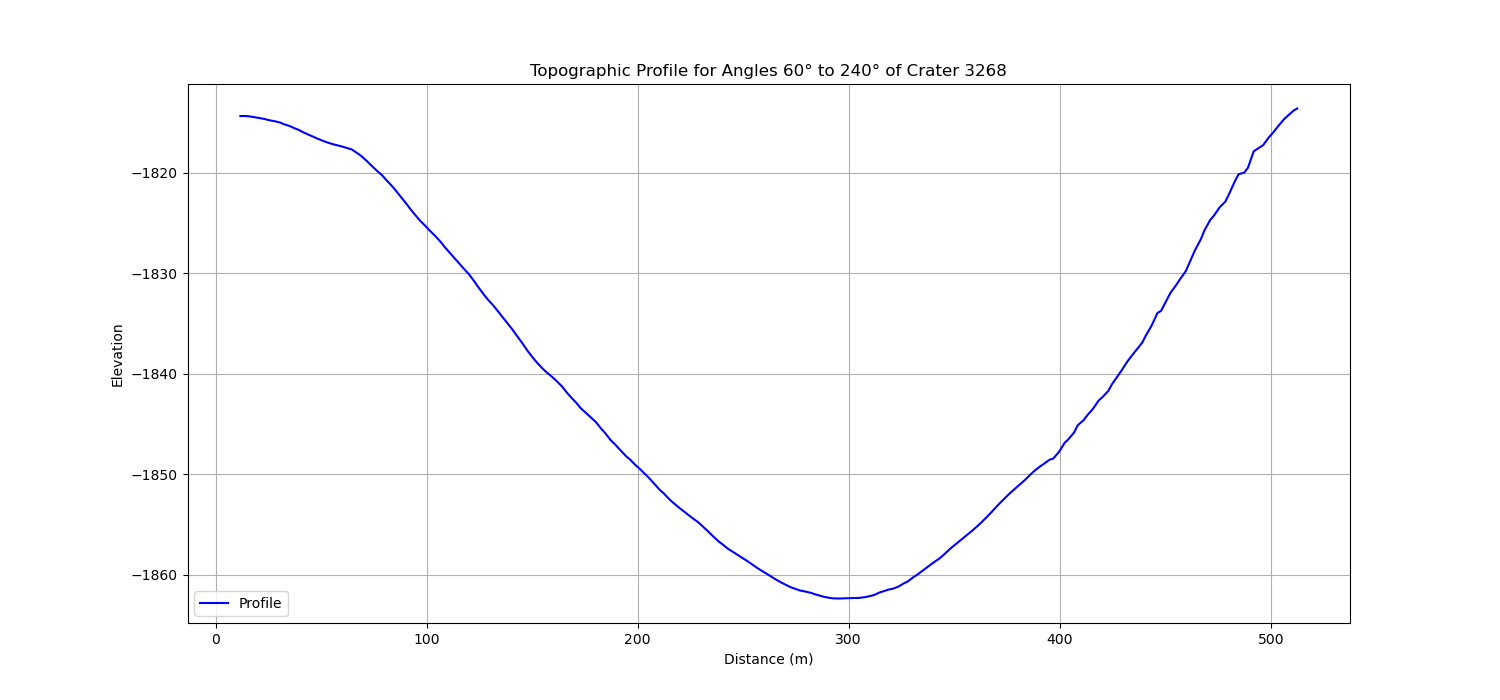 Topographic Profile for Angles 60° to 240° of Crater 3268
Elevation
−1820
−1830
−1840
−1850
−1860
Profile
0 100 200 300 400 500
Distance (m)